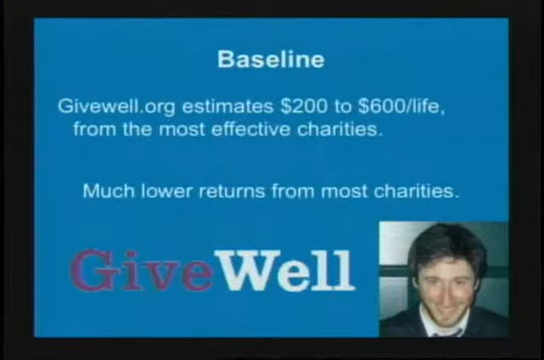 Baseline
Givewell.org estimates $200 to $600/life,
from the most effective charities.
Much lower returns from most charities.
GiveWell